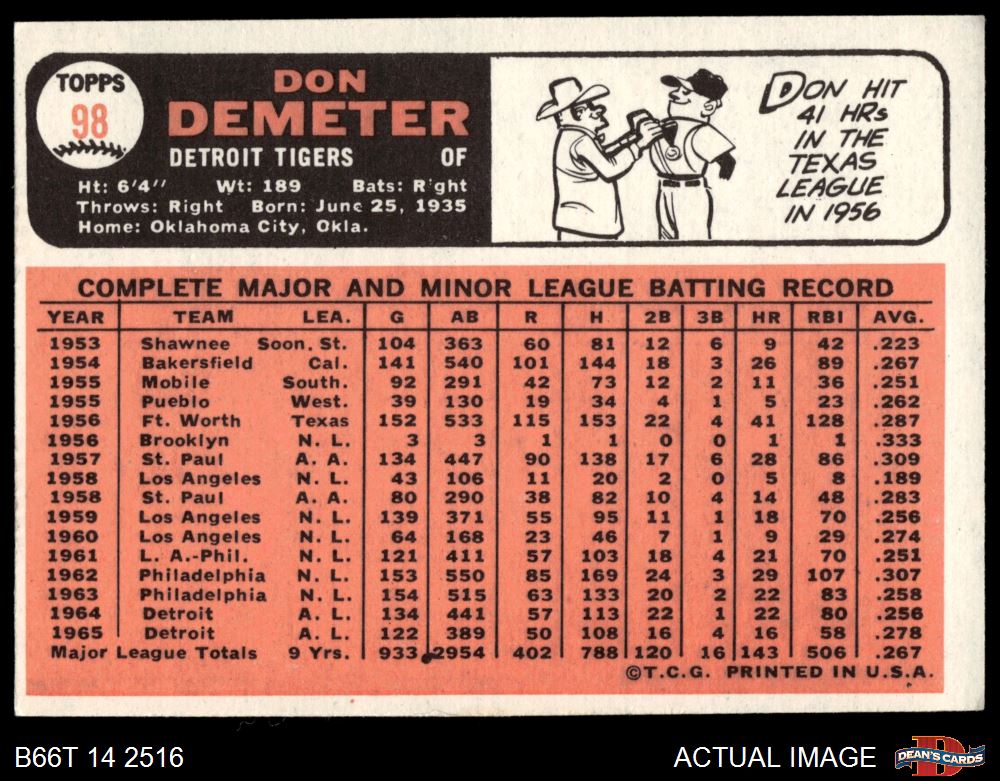 TOPPS
98
DON
DEMETER
DETROIT TIGERS OF
Ht: 6'4" Wt: 189 Bats: Right
Throws: Right Born: June 25, 1935
Home: Oklahoma City, Okla.
DON HIT
41 HRs
IN THE
TEXAS
LEAGUE
IN 1956
COMPLETE MAJOR AND MINOR LEAGUE BATTING RECORD
YEAR TEAM LEA. G AB R H 2B 3B HR RBI AVG.
1953 Shawnee Soon. St. 104 363 60 81 12 6 9 42 .223
1954 Bakersfield Cal. 141 540 101 144 18 3 26 89 .267
1955 Mobile South. 92 291 42 73 12 2 11 36 .251
1955 Pueblo West. 39 130 19 34 4 1 5 23 .262
1956 Ft. Worth Texas 152 533 115 153 22 4 41 128 .287
1956 Brooklyn N. L. 3 3 1 1 0 0 1 1 .333
1957 St. Paul A. A. 134 447 90 138 17 6 28 86 .309
1958 Los Angeles N. L. 43 106 11 20 2 0 5 8 .189
1958 St. Paul A. A. 80 290 38 82 10 4 14 48 .283
1959 Los Angeles N. L. 139 371 55 95 11 1 18 70 .256
1960 Los Angeles N. L. 64 168 23 46 7 1 9 29 .274
1961 L. A.-Phil. N. L. 121 411 57 103 18 4 21 70 .251
1962 Philadelphia N. L. 153 550 85 169 24 3 29 107 .307
1963 Philadelphia N. L. 154 515 63 133 20 2 22 83 .258
1964 Detroit A. L. 134 441 57 113 22 1 22 80 .256
1965 Detroit A. L. 122 389 50 108 16 4 16 58 .278
Major League Totals 9 Yrs. 933 2954 402 788 120 16 143 506 .267
©T.C.G. PRINTED IN U.S.A.
B66T 14 2516
ACTUAL IMAGE
DEAN'S CARDS